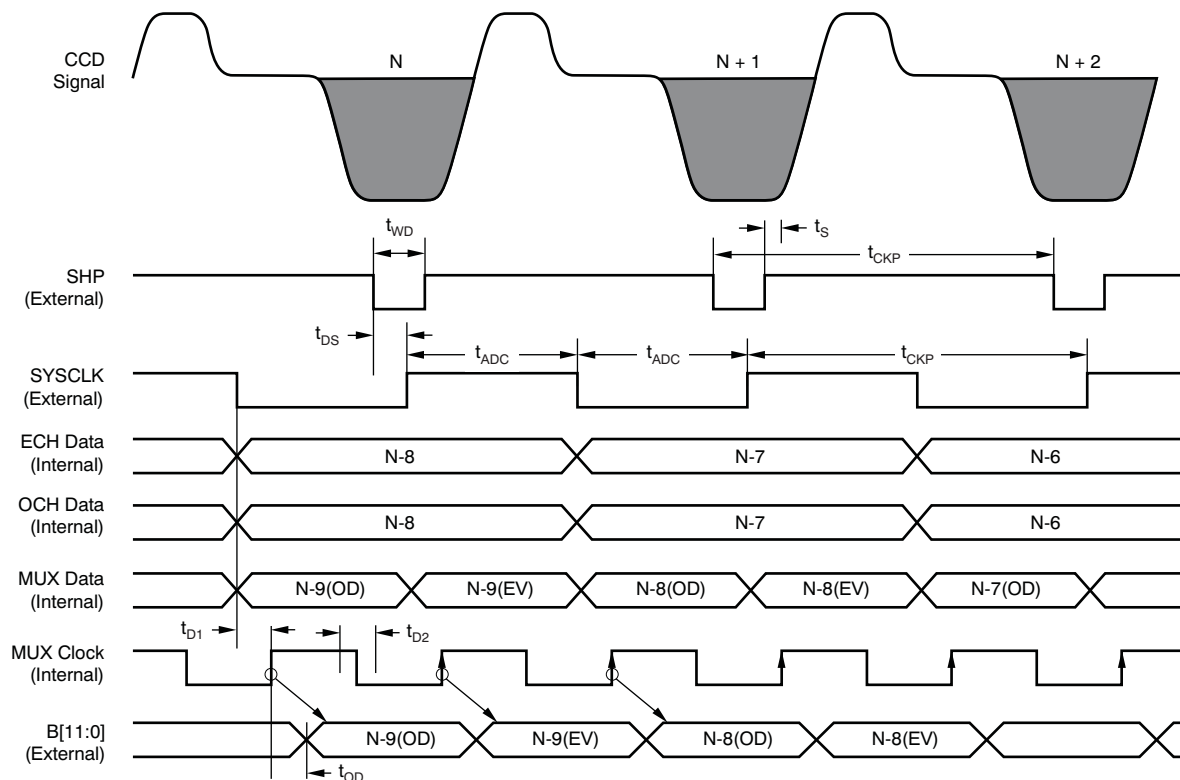 CCD
Signal
N
N + 1
N + 2
tWD
tS
tCKP
SHP
(External)
tDS
tADC
tADC
tCKP
SYSCLK
(External)
ECH Data
(Internal)
N-8
N-7
N-6
OCH Data
(Internal)
N-8
N-7
N-6
MUX Data
(Internal)
N-9(OD)
N-9(EV)
N-8(OD)
N-8(EV)
N-7(OD)
tD1
tD2
MUX Clock
(Internal)
B[11:0]
(External)
N-9(OD)
N-9(EV)
N-8(OD)
N-8(EV)
tOD